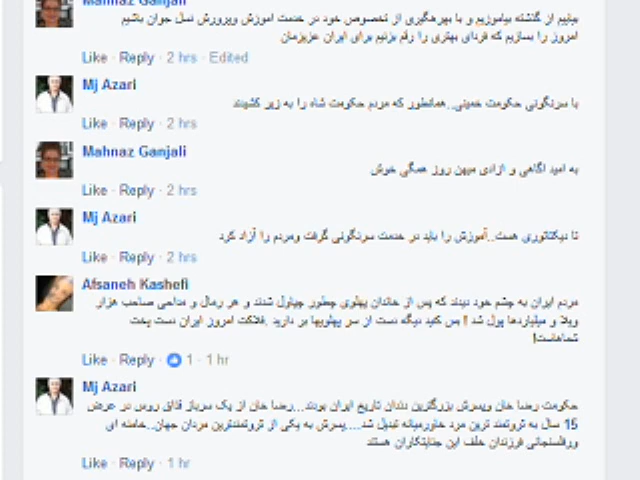 Mahnaz Ganjali
بیاییم از گذشته بیاموزیم و با بهرهگیری از تخصوص خود در خدمت اموزش وپرورش نسل جوان باشیم
امروز را بسازیم که فردای بهتری را رقم بزنیم برای ایران عزیزمان
Like · Reply · 2 hrs · Edited
Mj Azari
با سرنگونی حکومت خمینی..همانطور که مردم حکومت شاه را به زیر کشیدند
Like · Reply · 2 hrs
Mahnaz Ganjali
به امید اگاهی و ازادی میهن روز همگی خوش
Like · Reply · 2 hrs
Mj Azari
تا دیکتاتوری هست..آموزش را باید در خدمت سرنگونی گرفت ومردم را آزاد کرد
Like · Reply · 2 hrs
Afsaneh Kashefi
مردم ایران به چشم خود دیدند که پس از خاندان پهلوی چطور چپاول شدند و هر رمال و مداحی صاحب هزار
ویلا و میلیاردها پول شد ! بس کنید دیگه دست از سر پهلویها بر دارید .فلاکت امروز ایران دست پخت
شماهاست!
Like · Reply · 1 · 1 hr
Mj Azari
حکومت رضا خان وپسرش بزرگترین دزدان تاریخ ایران بودند...رضا خان از یک سرباز قزاق روس در عرض
15 سال به ثروتمند ترین مرد خاورمیانه تبدیل شد....پسرش به یکی از ثروتمندترین مردان جهان..خامنه ای
ورفسنجانی فرزندان خلف این جنایتکاران هستند
Like · Reply · 1 hr